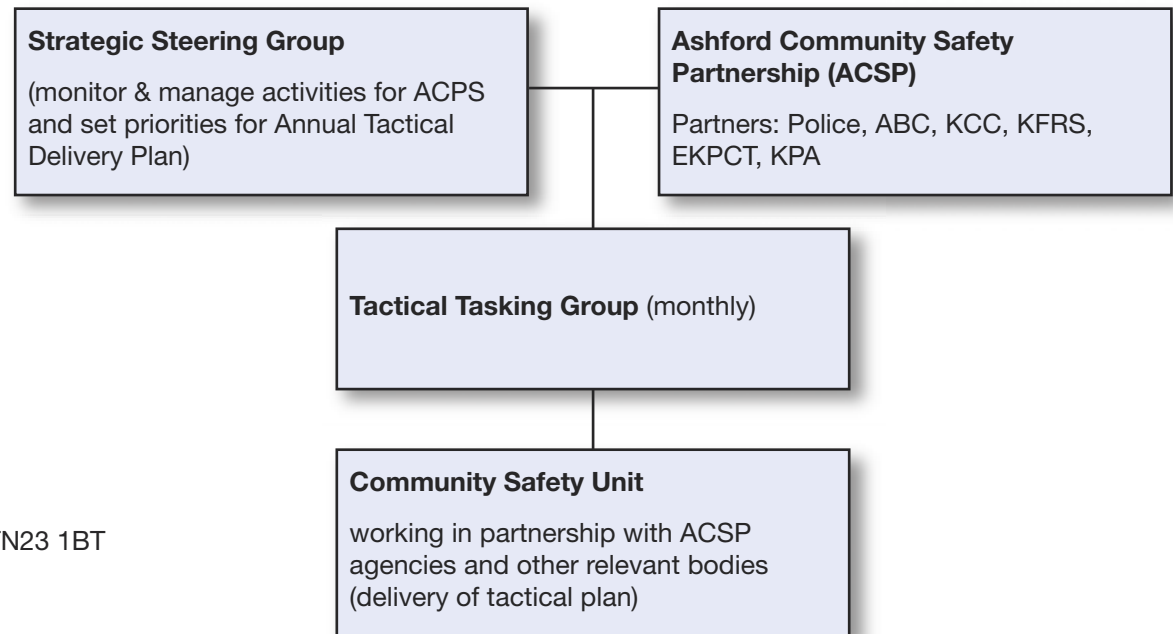 Strategic Steering Group
(monitor & manage activities for ACPS
and set priorities for Annual Tactical
Delivery Plan)
Ashford Community Safety
Partnership (ACSP)
Partners: Police, ABC, KCC, KFRS,
EKPCT, KPA
Tactical Tasking Group (monthly)
Community Safety Unit
working in partnership with ACSP
agencies and other relevant bodies
(delivery of tactical plan)
N23 1BT